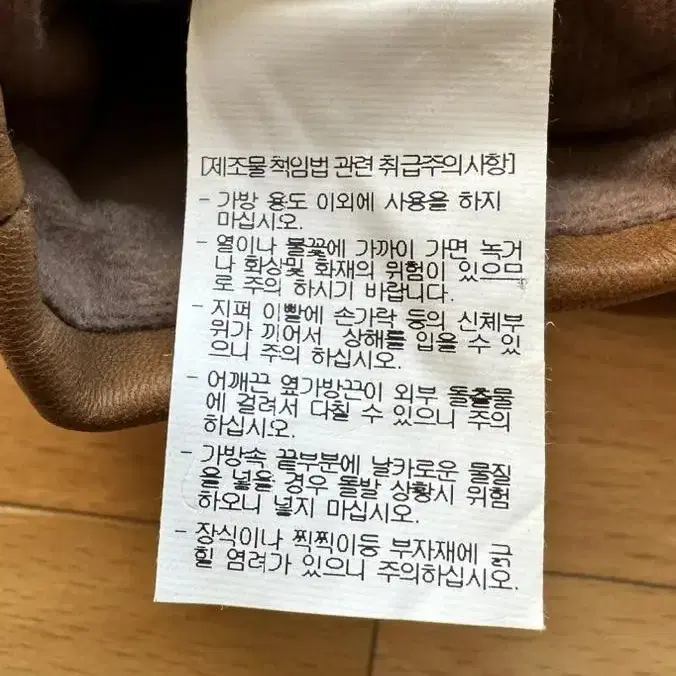 [제조물 책임법 관련 취급주의사항]
- 가방 용도 이외에 사용을 하지
마십시오.
- 열이나 불꽃에 가까이 가면 녹거
나 화상및 화재의 위험이 있으므
로 주의 하시기 바랍니다.
- 지퍼 이빨에 손가락 등의 신체부
위가 끼어서 상해를 입을 수 있
으니 주의 하십시오.
- 어깨끈 옆가방끈이 외부 돌출물
에 걸려서 다칠 수 있으니 주의
하십시오.
- 가방속 끝부분에 날카로운 물질
을 넣을 경우 돌발 상황시 위험
하오니 넣지 마십시오.
- 장식이나 찍찍이등 부자재에 긁
힐 염려가 있으니 주의하십시오.